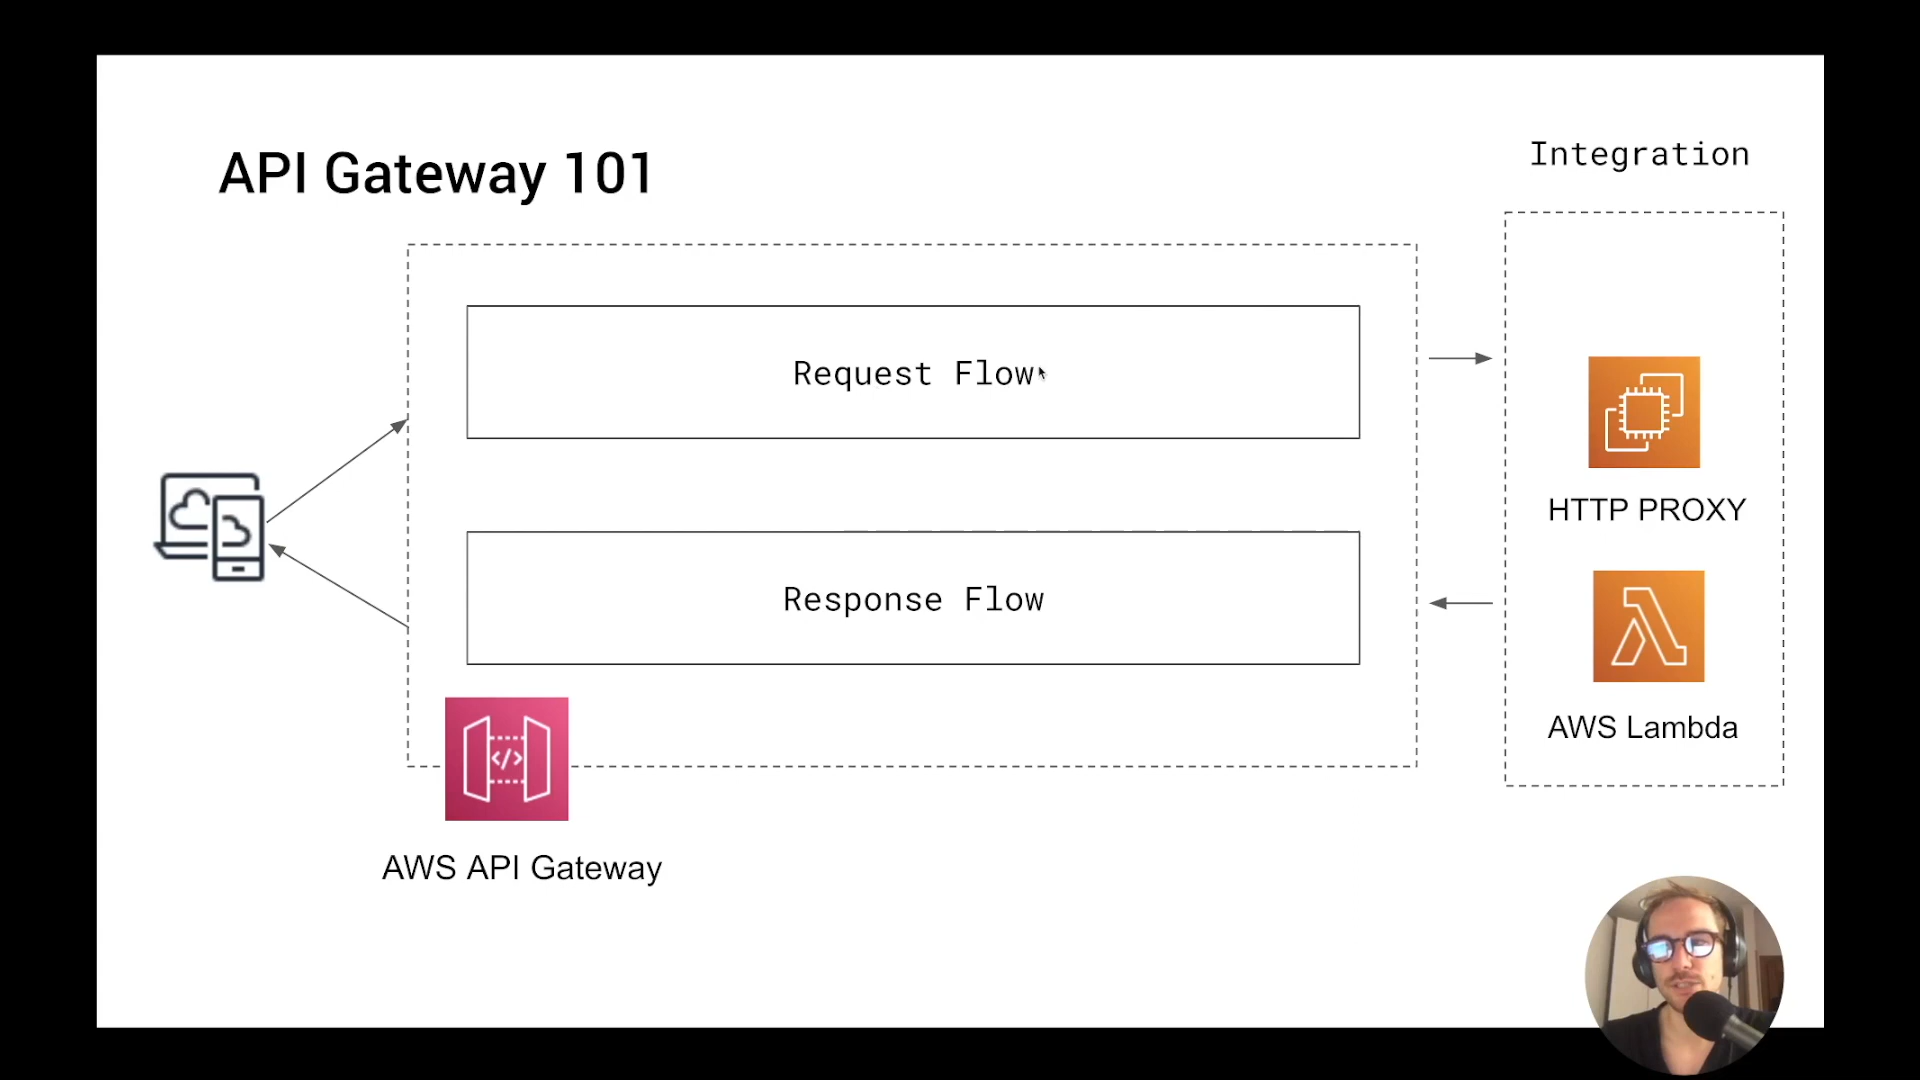 API Gateway 101
Integration
Request Flow
HTTP PROXY
Response Flow
</>
AWS Lambda
AWS API Gateway